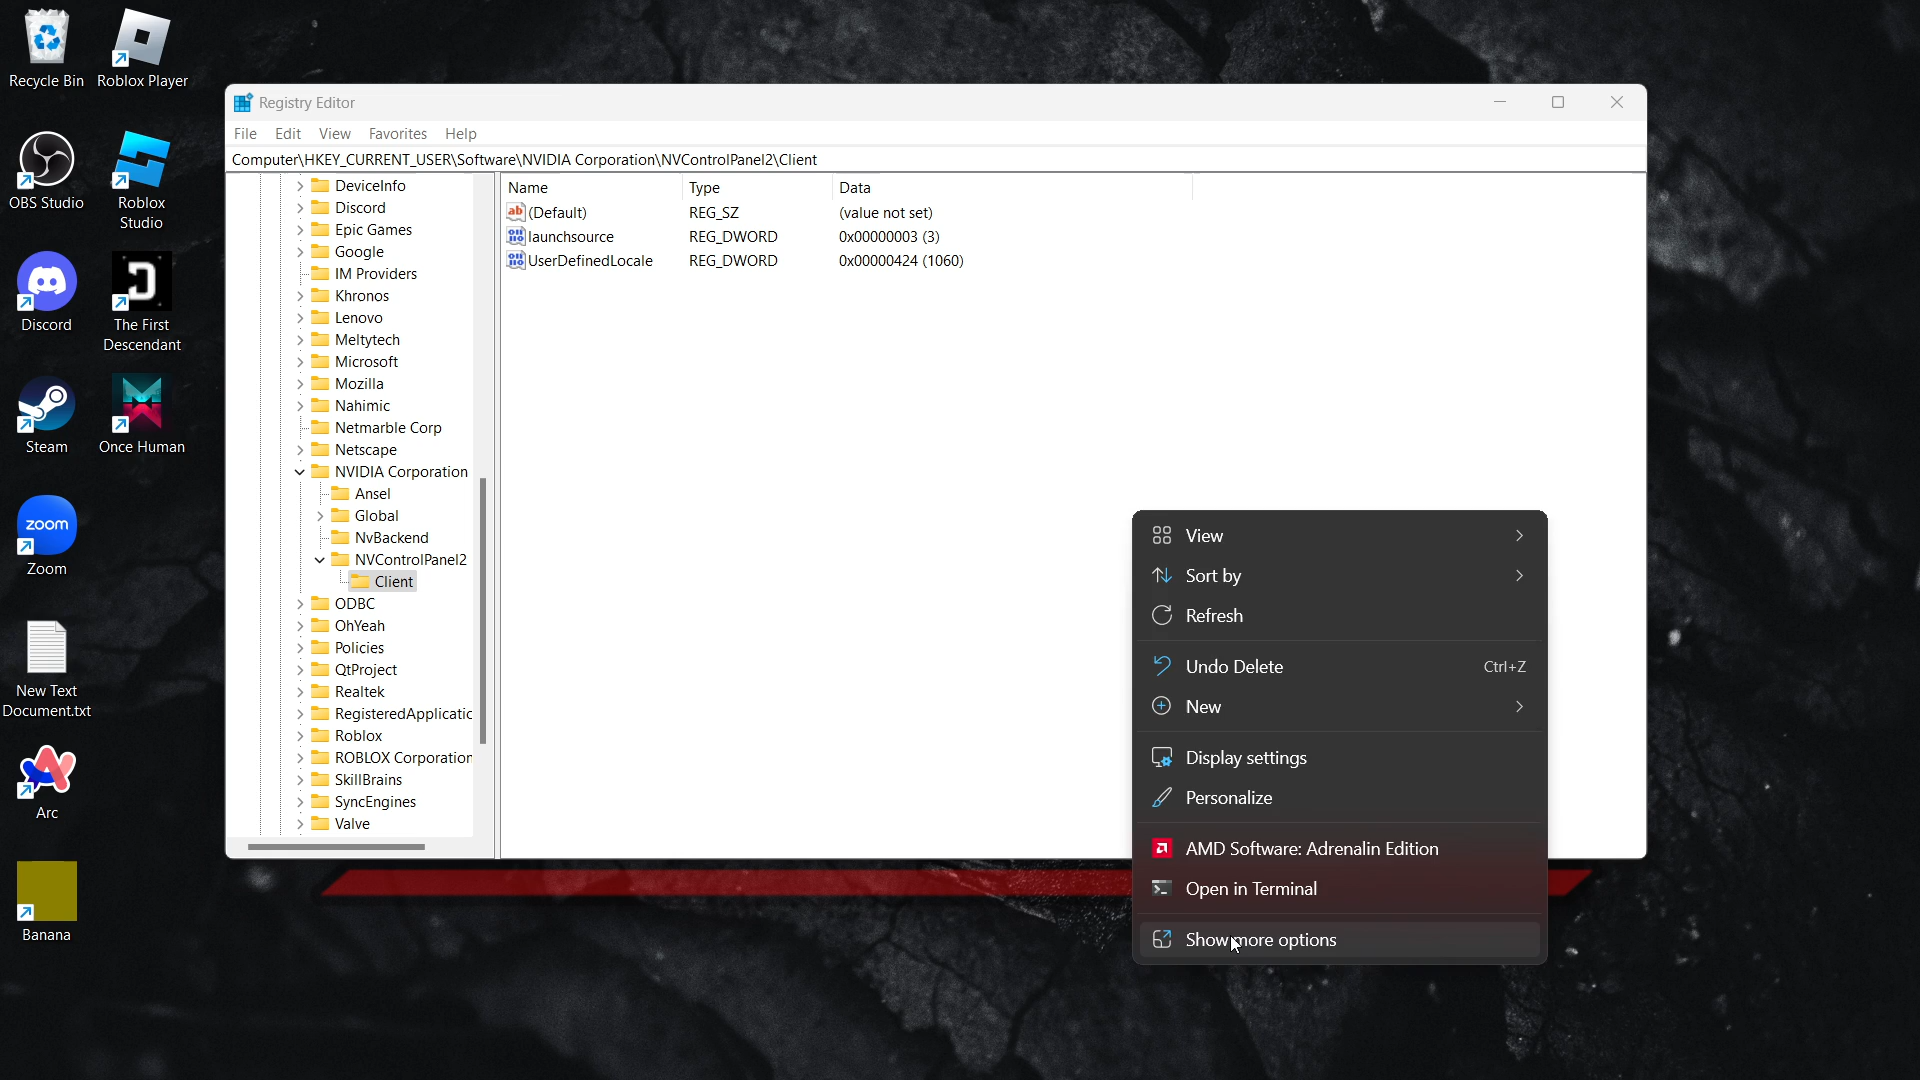 Recycle Bin
Roblox Player
OBS Studio
Roblox
Studio
Discord
The First
Descendant
Steam
Once Human
zoom
Zoom
New Text
Document.txt
Arc
Banana
Registry Editor
File Edit View Favorites Help
Computer\HKEY_CURRENT_USER\Software\NVIDIA Corporation\NVControlPanel2\Client
DeviceInfo
Discord
Epic Games
Google
IM Providers
Khronos
Lenovo
Meltytech
Microsoft
Mozilla
Nahimic
Netmarble Corp
Netscape
NVIDIA Corporation
Ansel
Global
NvBackend
NVControlPanel2
Client
ODBC
OhYeah
Policies
QtProject
Realtek
RegisteredApplicatic
Roblox
ROBLOX Corporation
SkillBrains
SyncEngines
Valve
Name Type Data
(Default) REG_SZ (value not set)
launchsource REG_DWORD 0x00000003 (3)
UserDefinedLocale REG_DWORD 0x00000424 (1060)
View
Sort by
Refresh
Undo Delete Ctrl+Z
New
Display settings
Personalize
AMD Software: Adrenalin Edition
Open in Terminal
Show more options